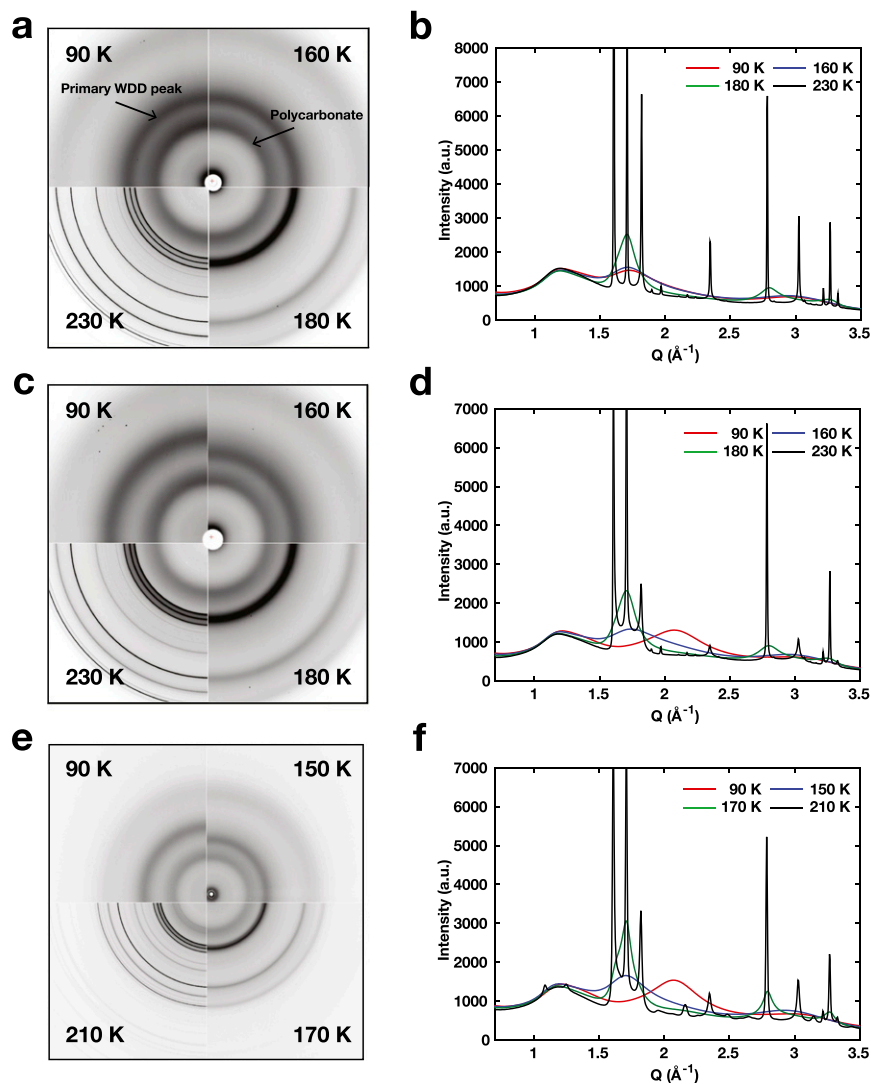 a
90 K
160 K
Primary WDD peak
Polycarbonate
230 K
180 K
b
8000
7000
6000
5000
4000
3000
2000
1000
0
Intensity (a.u.)
90 K
160 K
180 K
230 K
1
1.5
2
2.5
3
3.5
Q (Å⁻¹)
c
90 K
160 K
230 K
180 K
d
7000
6000
5000
4000
3000
2000
1000
0
Intensity (a.u.)
90 K
160 K
180 K
230 K
1
1.5
2
2.5
3
3.5
Q (Å⁻¹)
e
90 K
150 K
210 K
170 K
f
7000
6000
5000
4000
3000
2000
1000
0
Intensity (a.u.)
90 K
150 K
170 K
210 K
1
1.5
2
2.5
3
3.5
Q (Å⁻¹)